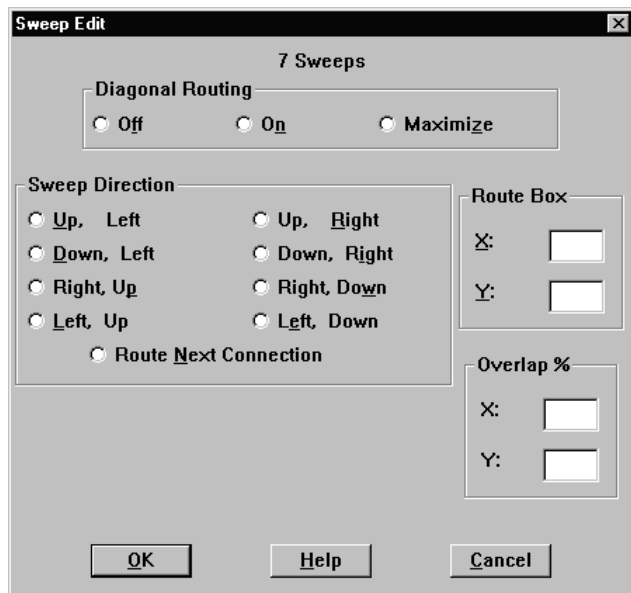 Sweep Edit
7 Sweeps
Diagonal Routing
Off
On
Maximize
Sweep Direction
Up, Left
Up, Right
Down, Left
Down, Right
Right, Up
Right, Down
Left, Up
Left, Down
Route Next Connection
Route Box
X:
Y:
Overlap %
X:
Y:
OK
Help
Cancel